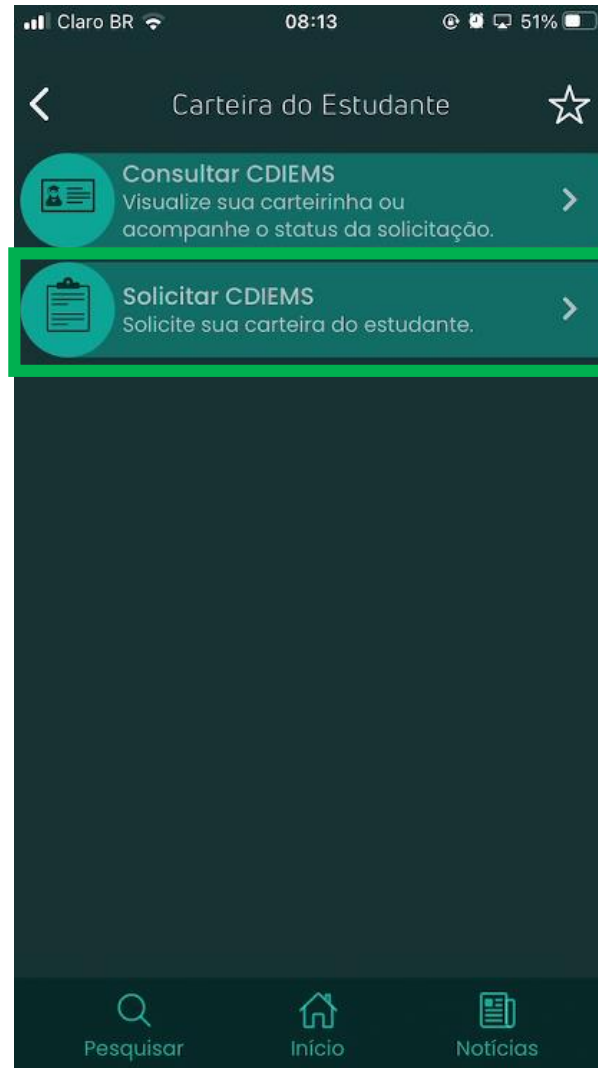 Claro BR 08:13 51%
Carteira do Estudante
Consultar CDIEMS
Visualize sua carteirinha ou
acompanhe o status da solicitação.
Solicitar CDIEMS
Solicite sua carteira do estudante.
Pesquisar Início Notícias